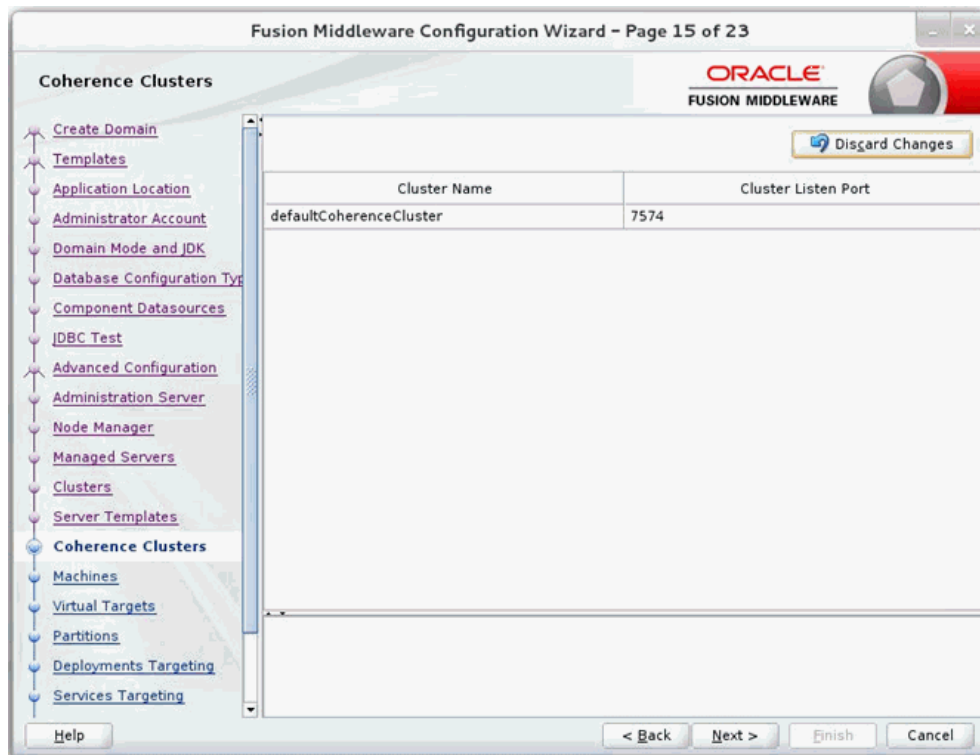 Fusion Middleware Configuration Wizard – Page 15 of 23
Coherence Clusters
ORACLE
FUSION MIDDLEWARE
Create Domain
Templates
Application Location
Administrator Account
Domain Mode and JDK
Database Configuration Typ
Component Datasources
JDBC Test
Advanced Configuration
Administration Server
Node Manager
Managed Servers
Clusters
Server Templates
Coherence Clusters
Machines
Virtual Targets
Partitions
Deployments Targeting
Services Targeting
Discard Changes
Cluster Name Cluster Listen Port
defaultCoherenceCluster 7574
Help < Back Next > Finish Cancel